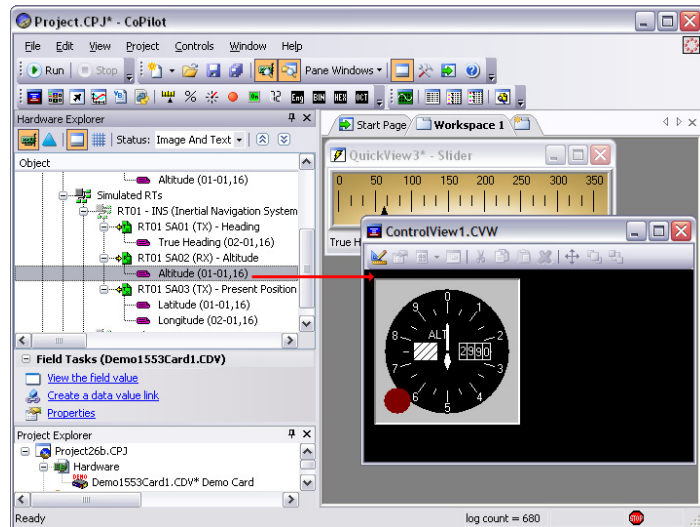 Project.CPJ* - CoPilot
File Edit View Project Controls Window Help
Run Stop Pane Windows
% Eng BIN HEX OCT
Hardware Explorer
Status: Image And Text
Object
Altitude (01-01,16)
Simulated RTs
RT01 - INS (Inertial Navigation System
RT01 SA01 (TX) - Heading
True Heading (02-01,16)
RT01 SA02 (RX) - Altitude
Altitude (01-01,16)
RT01 SA03 (TX) - Present Position
Latitude (01-01,16)
Longitude (02-01,16)
Field Tasks (Demo1553Card1.CDV)
View the field value
Create a data value link
Properties
Project Explorer
Project26b.CPJ
Hardware
DEMO
Demo1553Card1.CDV* Demo Card
Start Page Workspace 1
QuickView3* - Slider
0 50 100 150 200 250 300 350
True H
ControlView1.CVW
0 1 2 3 4 5 6 7 8 9
ALT
2990
Ready log count = 680 STOP